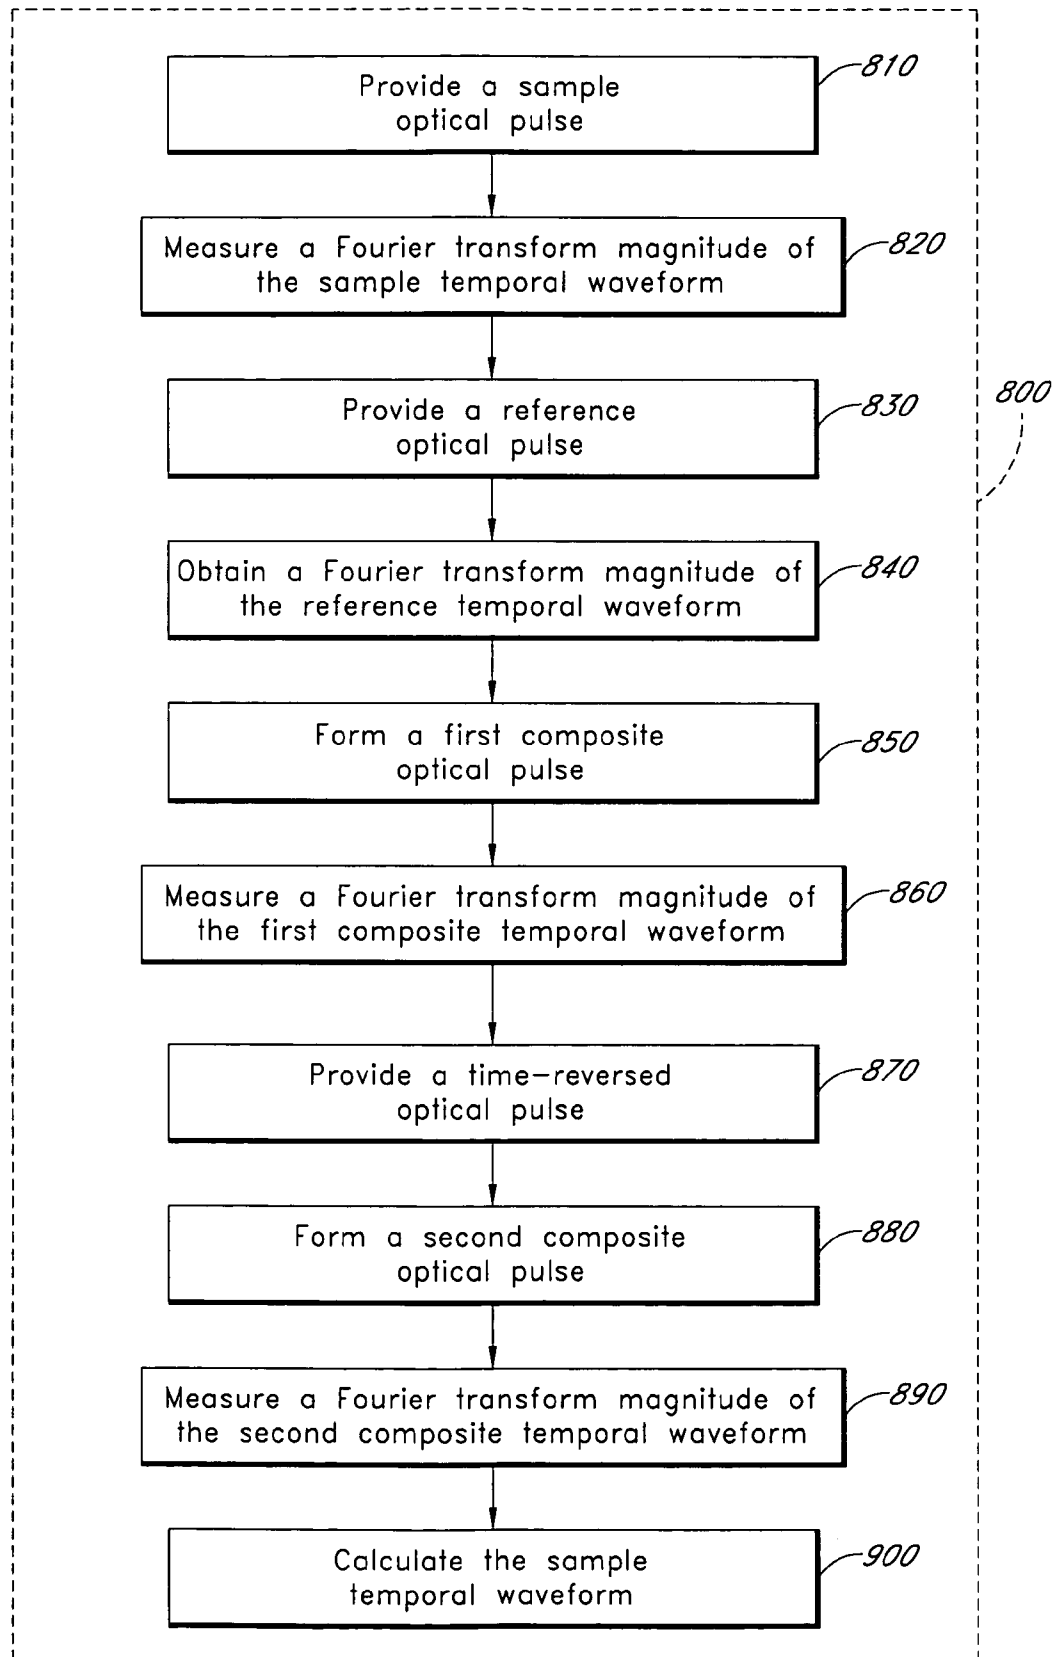 Provide a sample
optical pulse
810
Measure a Fourier transform magnitude of
the sample temporal waveform
820
Provide a reference
optical pulse
830
800
Obtain a Fourier transform magnitude of
the reference temporal waveform
840
Form a first composite
optical pulse
850
Measure a Fourier transform magnitude of
the first composite temporal waveform
860
Provide a time-reversed
optical pulse
870
Form a second composite
optical pulse
880
Measure a Fourier transform magnitude of
the second composite temporal waveform
890
Calculate the sample
temporal waveform
900